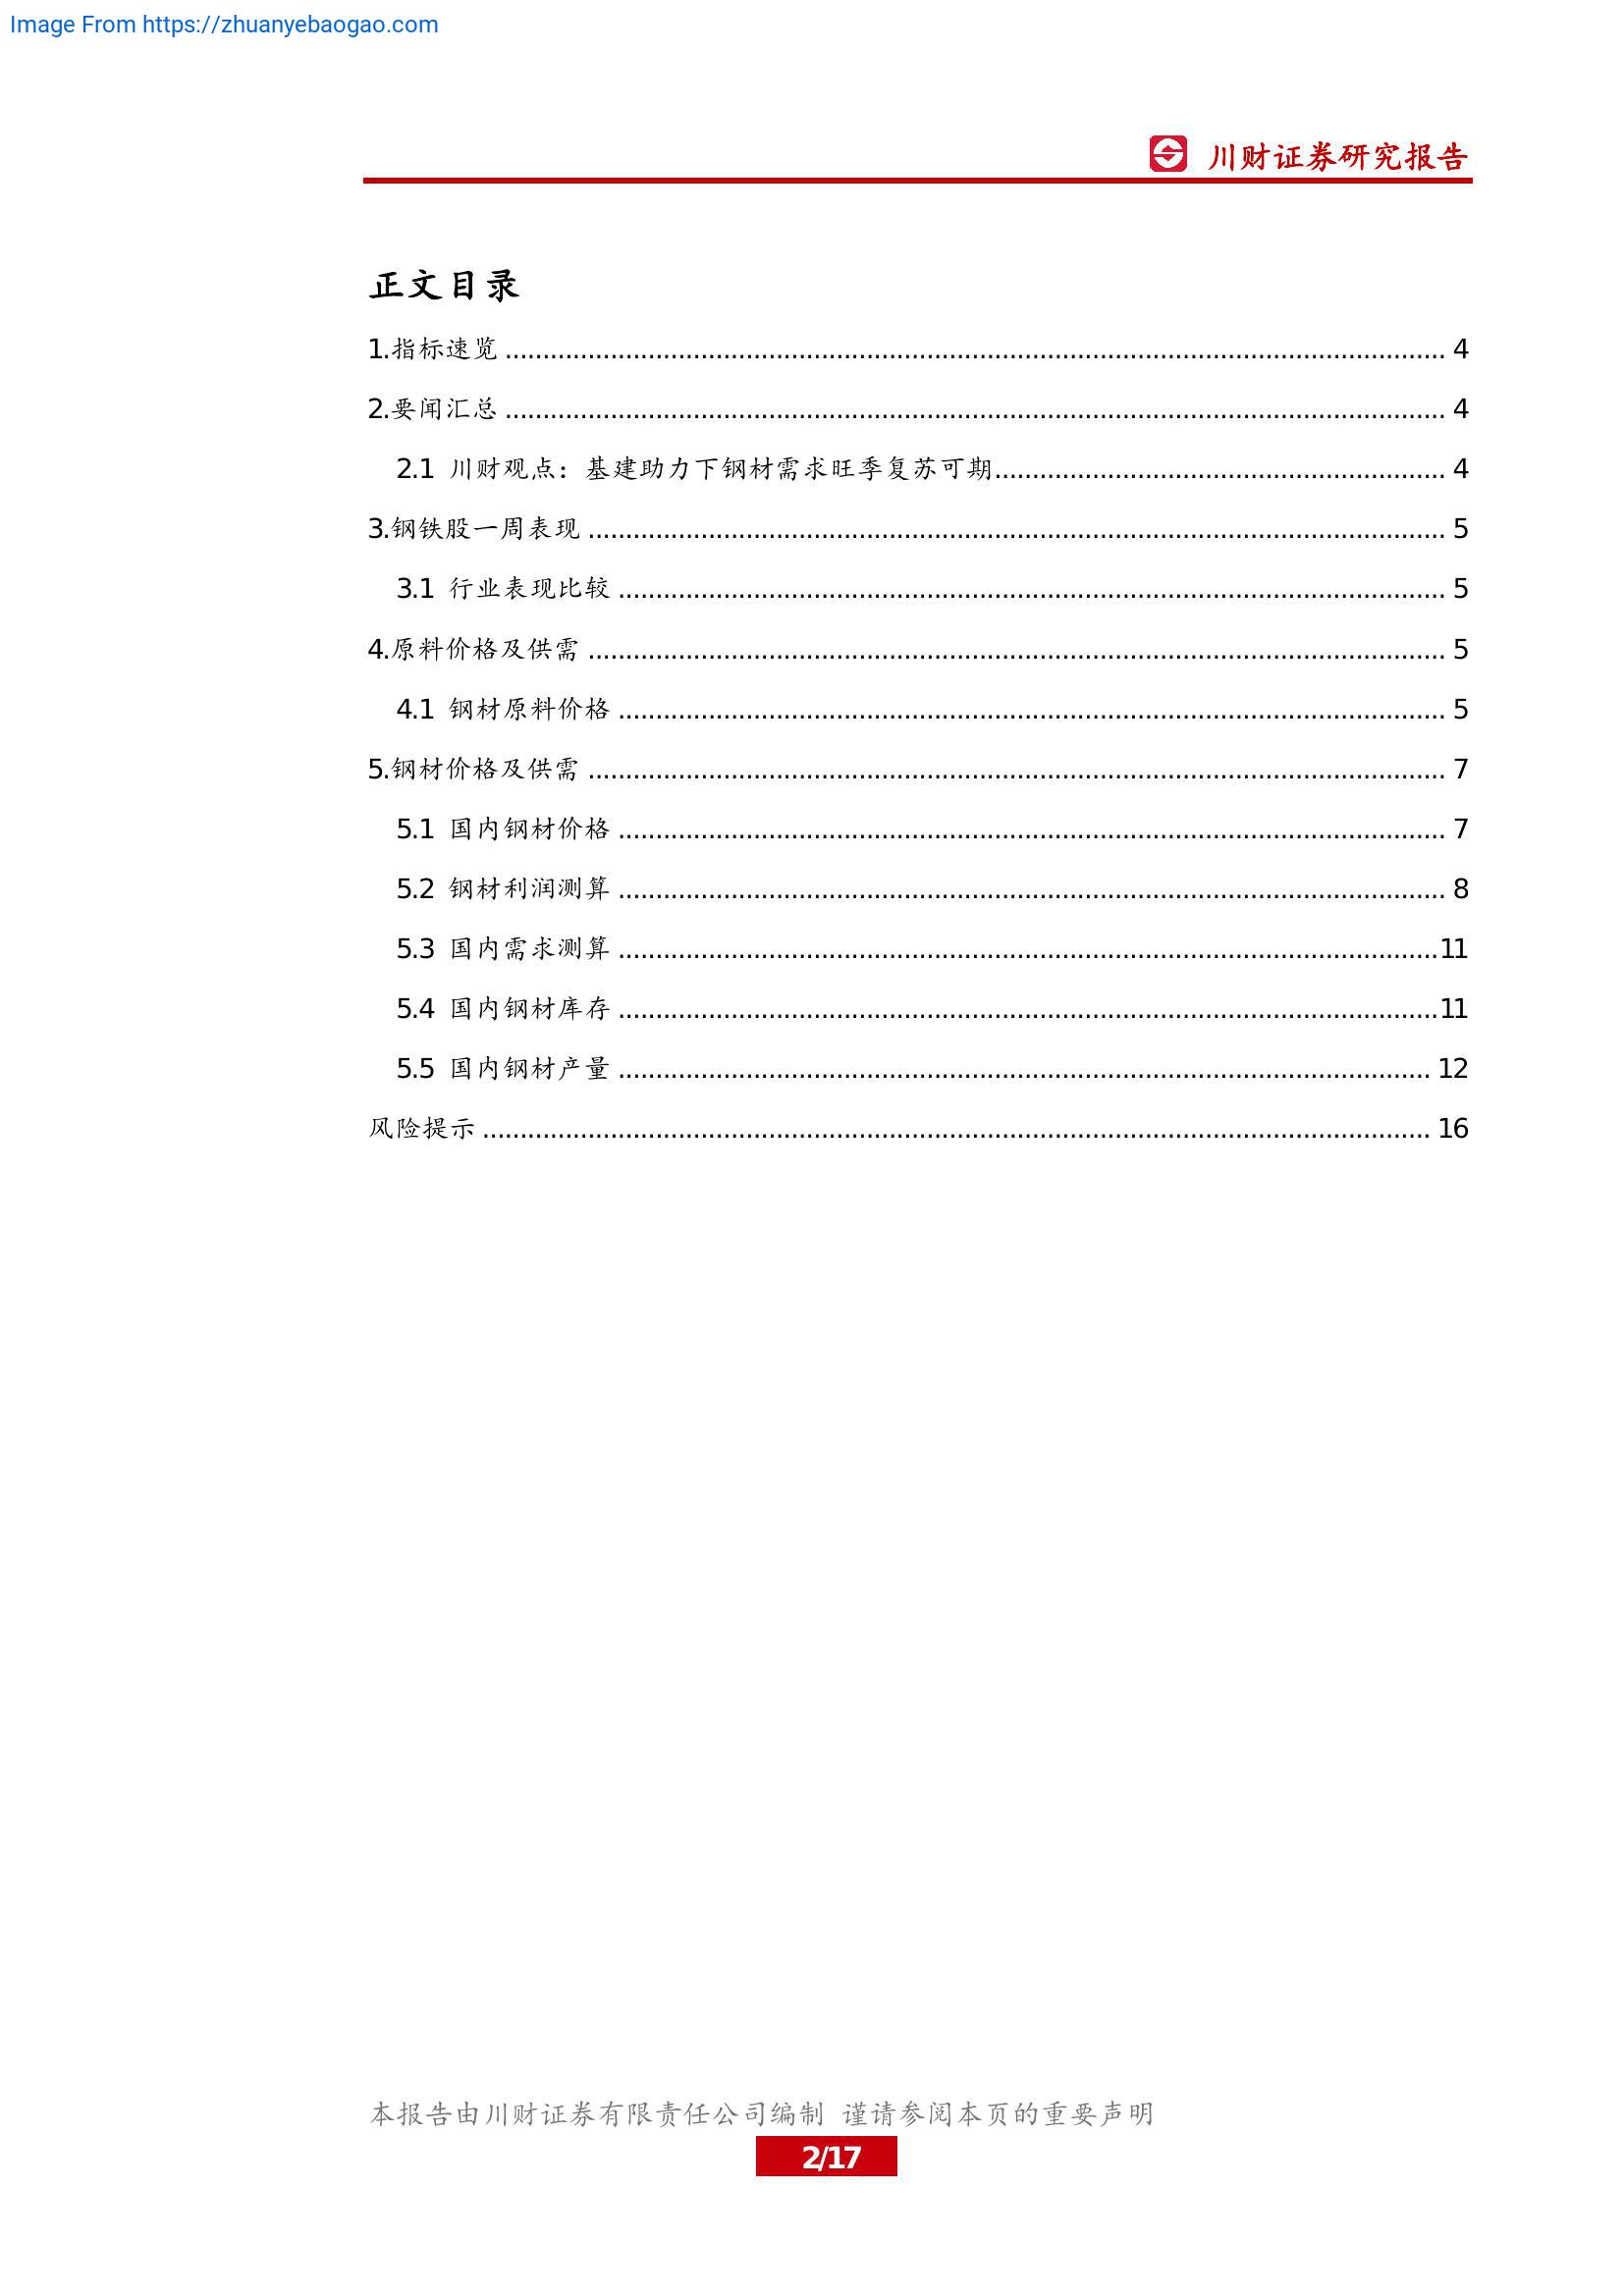 Image From https://zhuanyebaogao.com
川财证券研究报告
正文目录
1.指标速览 ........ 4
2.要闻汇总 ........ 4
2.1 川财观点：基建助力下钢材需求旺季复苏可期........ 4
3.钢铁股一周表现 ........ 5
3.1 行业表现比较 ........ 5
4.原料价格及供需 ........ 5
4.1 钢材原料价格 ........ 5
5.钢材价格及供需 ........ 7
5.1 国内钢材价格 ........ 7
5.2 钢材利润测算 ........ 8
5.3 国内需求测算 ........11
5.4 国内钢材库存 ........11
5.5 国内钢材产量 ........ 12
风险提示 ........ 16
本报告由川财证券有限责任公司编制 谨请参阅本页的重要声明
2/17